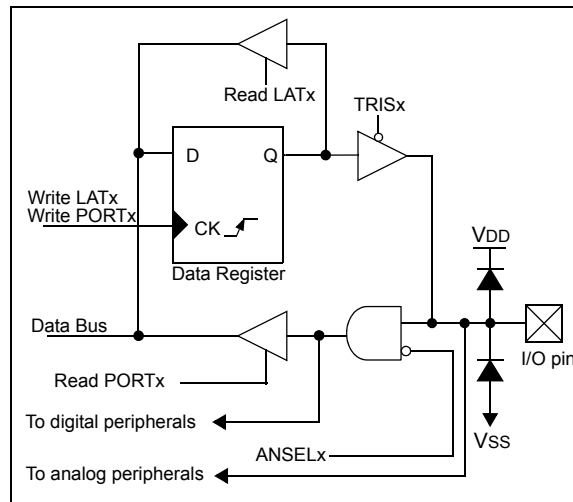 Read LATx
TRISx
D
Q
Write LATx
Write PORTx
CK
Data Register
VDD
Data Bus
I/O pin
Read PORTx
To digital peripherals
ANSELx
VSS
To analog peripherals